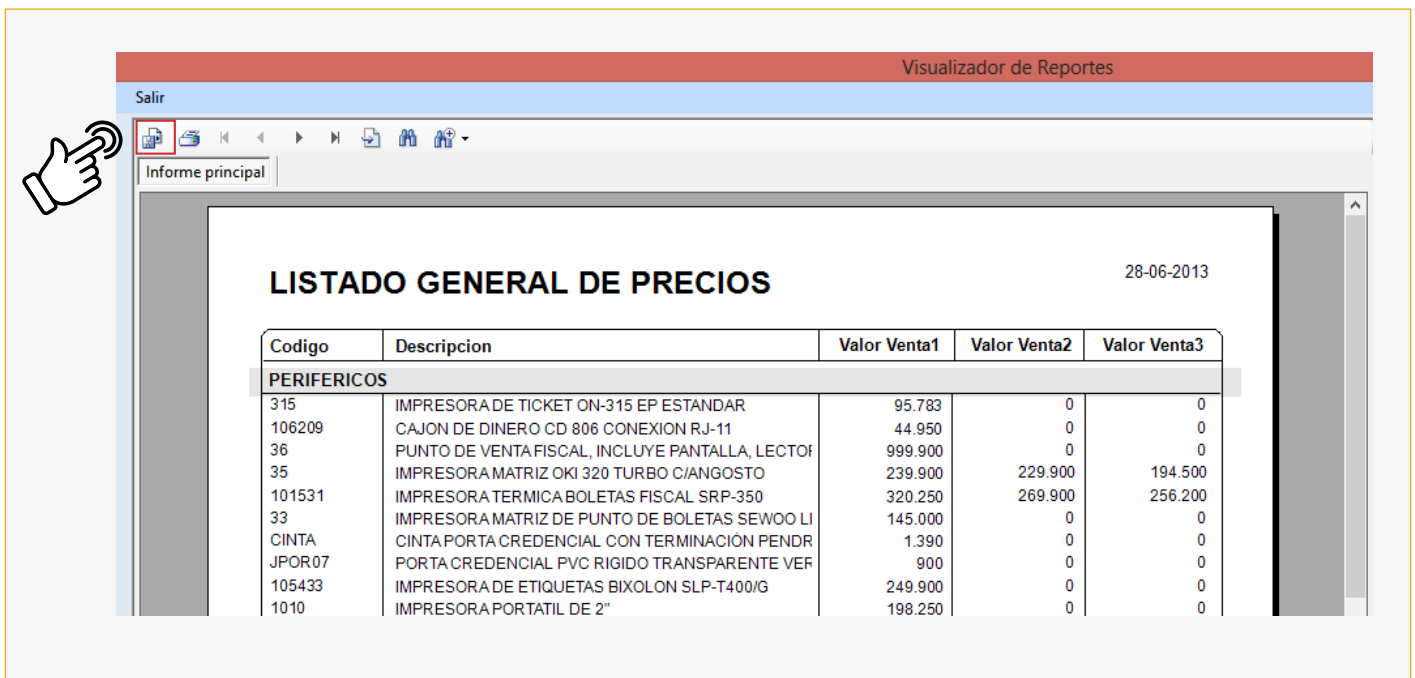 Visualizador de Reportes
Salir
Informe principal
LISTADO GENERAL DE PRECIOS
28-06-2013
Codigo Descripcion Valor Venta1 Valor Venta2 Valor Venta3
PERIFERICOS
315 IMPRESORA DE TICKET ON-315 EP ESTANDAR 95.783 0 0
106209 CAJON DE DINERO CD 806 CONEXION RJ-11 44.950 0 0
36 PUNTO DE VENTA FISCAL, INCLUYE PANTALLA, LECTOR 999.900 0 0
35 IMPRESORA MATRIZ OKI 320 TURBO C/ANGOSTO 239.900 229.900 194.500
101531 IMPRESORA TERMICA BOLETAS FISCAL SRP-350 320.250 269.900 256.200
33 IMPRESORA MATRIZ DE PUNTO DE BOLETAS SEWOO LI 145.000 0 0
CINTA CINTA PORTA CREDENCIAL CON TERMINACIÓN PENDR 1.390 0 0
JPOR07 PORTA CREDENCIAL PVC RIGIDO TRANSPARENTE VER 900 0 0
105433 IMPRESORA DE ETIQUETAS BIXOLON SLP-T400/G 249.900 0 0
1010 IMPRESORA PORTATIL DE 2" 198.250 0 0